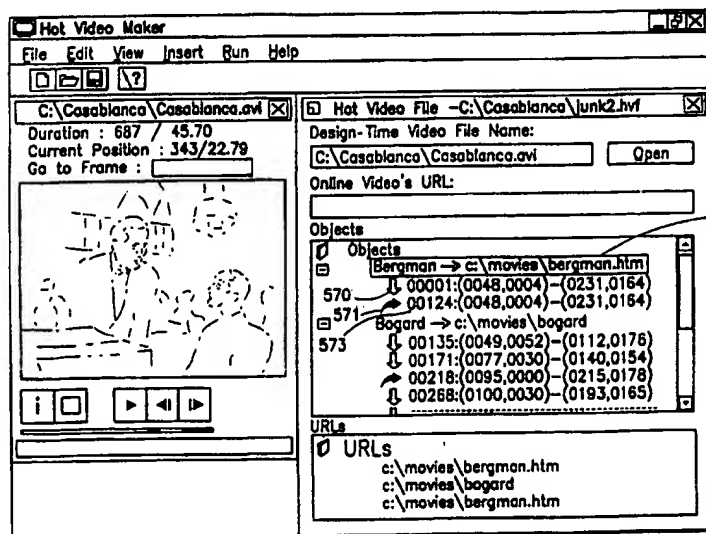 Hot Video Maker
File Edit View Insert Run Help
\?
C:\Casablanca\Casablanca.avi
Duration : 687 / 45.70
Current Position : 343/22.79
Go to Frame :
i
Hot Video File -C:\Casablanca\junk2.hvf
Design-Time Video File Name:
C:\Casablanca\Casablanca.avi Open
Online Video's URL:
Objects
Objects
Bergman → c:\movies\bergman.htm
570 00001:(0048,0004)-(0231,0164)
571 00124:(0048,0004)-(0231,0164)
Bogard → c:\movies\bogard
573 00135:(0049,0052)-(0112,0176)
00171:(0077,0030)-(0140,0154)
00218:(0095,0000)-(0215,0178)
00268:(0100,0030)-(0193,0165)
URLs
URLs
c:\movies\bergman.htm
c:\movies\bogard
c:\movies\bergman.htm